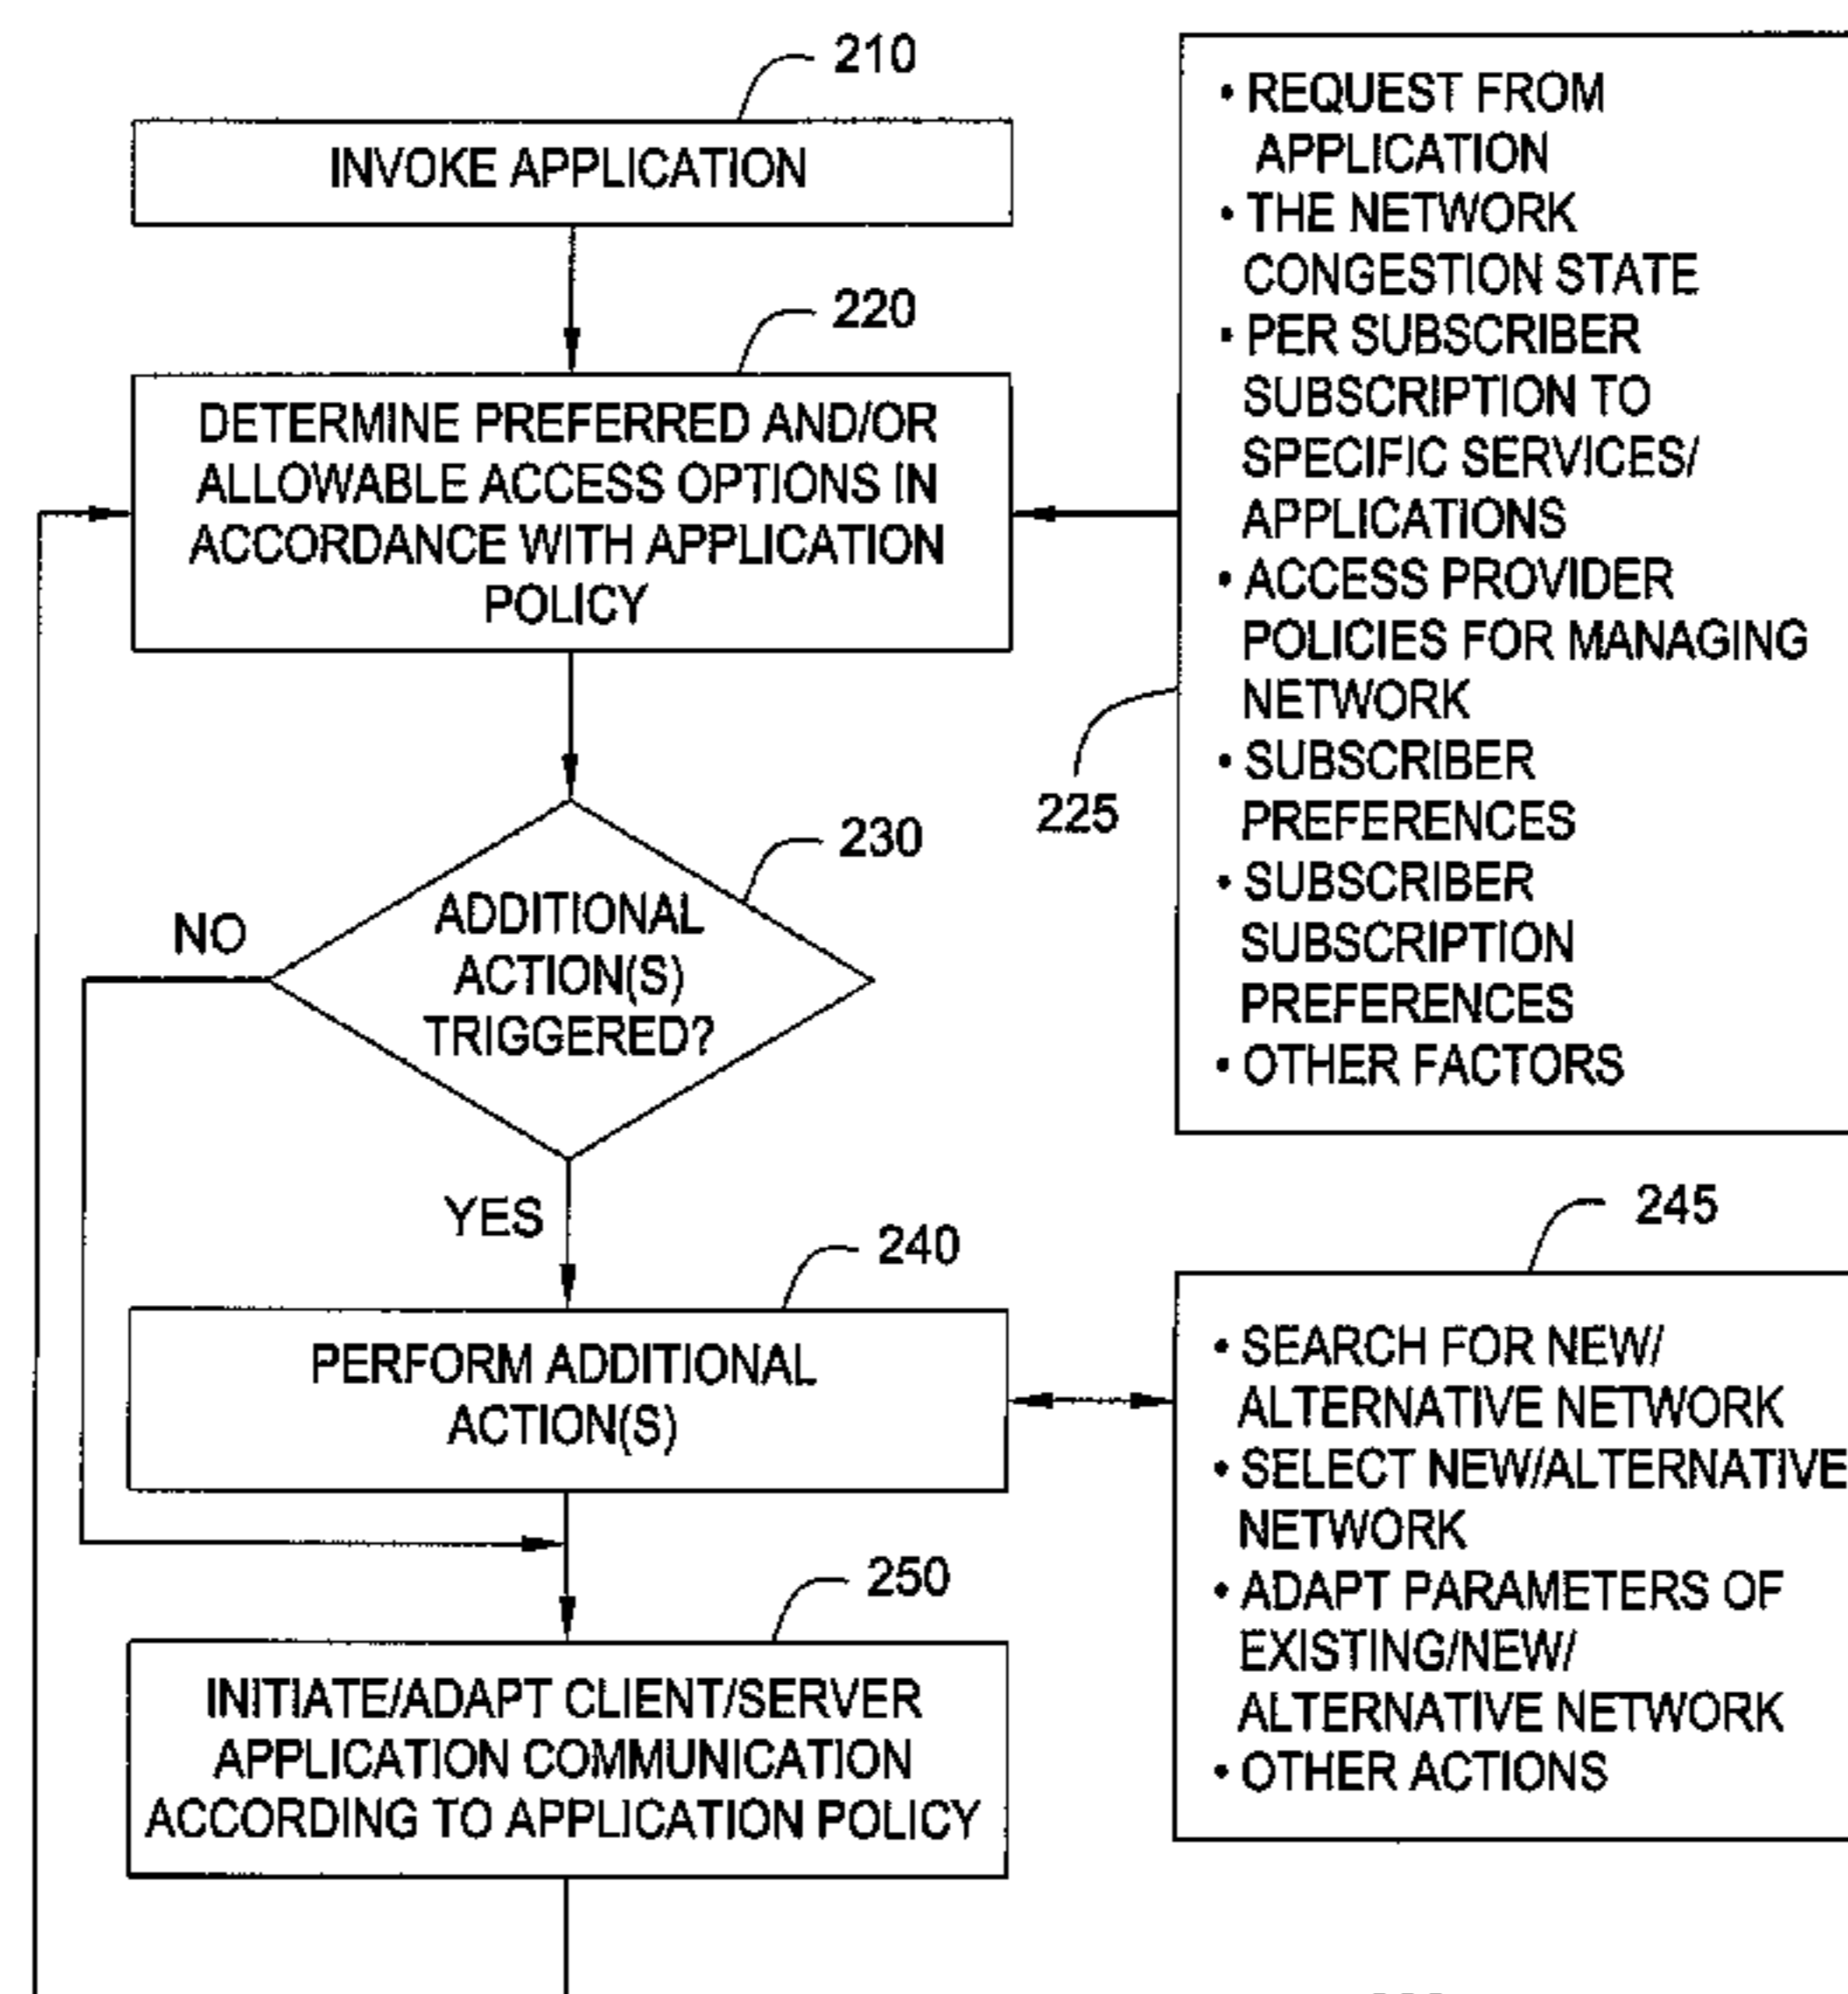 210
INVOKE APPLICATION
220
DETERMINE PREFERRED AND/OR
ALLOWABLE ACCESS OPTIONS IN
ACCORDANCE WITH APPLICATION
POLICY
• REQUEST FROM
APPLICATION
• THE NETWORK
CONGESTION STATE
• PER SUBSCRIBER
SUBSCRIPTION TO
SPECIFIC SERVICES/
APPLICATIONS
• ACCESS PROVIDER
POLICIES FOR MANAGING
NETWORK
• SUBSCRIBER
PREFERENCES
• SUBSCRIBER
SUBSCRIPTION
PREFERENCES
• OTHER FACTORS
225
230
ADDITIONAL
ACTION(S)
TRIGGERED?
NO
YES
240
PERFORM ADDITIONAL
ACTION(S)
245
• SEARCH FOR NEW/
ALTERNATIVE NETWORK
• SELECT NEW/ALTERNATIVE
NETWORK
• ADAPT PARAMETERS OF
EXISTING/NEW/
ALTERNATIVE NETWORK
• OTHER ACTIONS
250
INITIATE/ADAPT CLIENT/SERVER
APPLICATION COMMUNICATION
ACCORDING TO APPLICATION POLICY